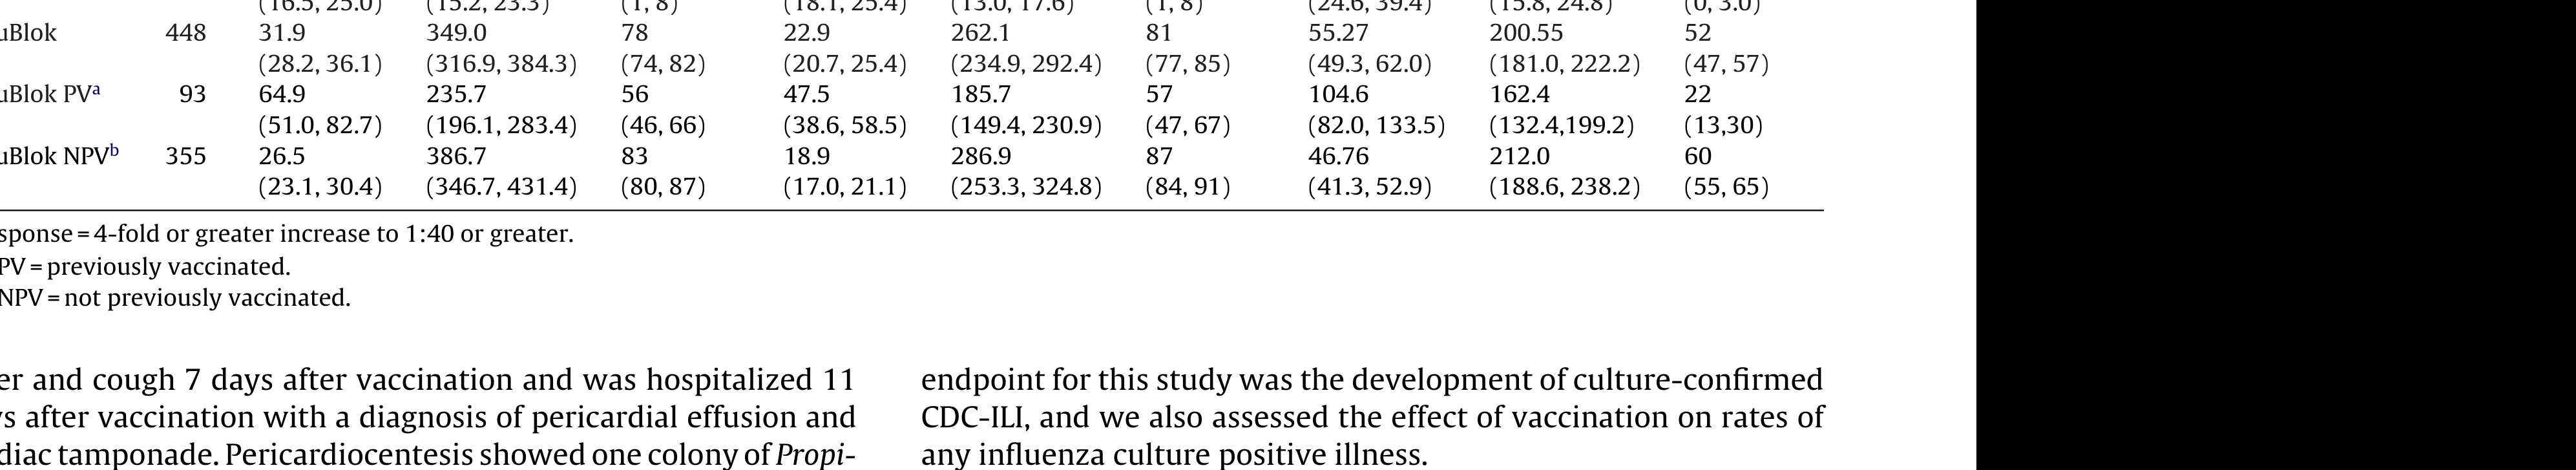 (16.5, 25.0) (15.2, 23.3) (1, 8) (18.1, 25.4) (13.0, 17.6) (1, 8) (24.6, 39.4) (15.8, 24.8) (0, 3.0)
uBlok 448 31.9 349.0 78 22.9 262.1 81 55.27 200.55 52
(28.2, 36.1) (316.9, 384.3) (74, 82) (20.7, 25.4) (234.9, 292.4) (77, 85) (49.3, 62.0) (181.0, 222.2) (47, 57)
uBlok PVa 93 64.9 235.7 56 47.5 185.7 57 104.6 162.4 22
(51.0, 82.7) (196.1, 283.4) (46, 66) (38.6, 58.5) (149.4, 230.9) (47, 67) (82.0, 133.5) (132.4,199.2) (13,30)
uBlok NPVb 355 26.5 386.7 83 18.9 286.9 87 46.76 212.0 60
(23.1, 30.4) (346.7, 431.4) (80, 87) (17.0, 21.1) (253.3, 324.8) (84, 91) (41.3, 52.9) (188.6, 238.2) (55, 65)
sponse = 4-fold or greater increase to 1:40 or greater.
PV = previously vaccinated.
NPV = not previously vaccinated.
er and cough 7 days after vaccination and was hospitalized 11
ys after vaccination with a diagnosis of pericardial effusion and
diac tamponade. Pericardiocentesis showed one colony of Propi-
endpoint for this study was the development of culture-confirmed
CDC-ILI, and we also assessed the effect of vaccination on rates of
any influenza culture positive illness.